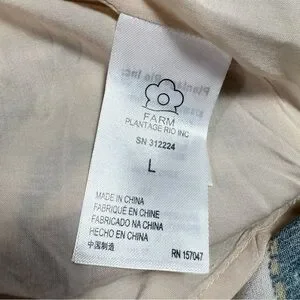 FARM
PLANTAGE RIO INC
SN 312224
L
MADE IN CHINA
FABRIQUÉ EN CHINE
FABRICADO NA CHINA
HECHO EN CHINA
中国制造
RN 157047